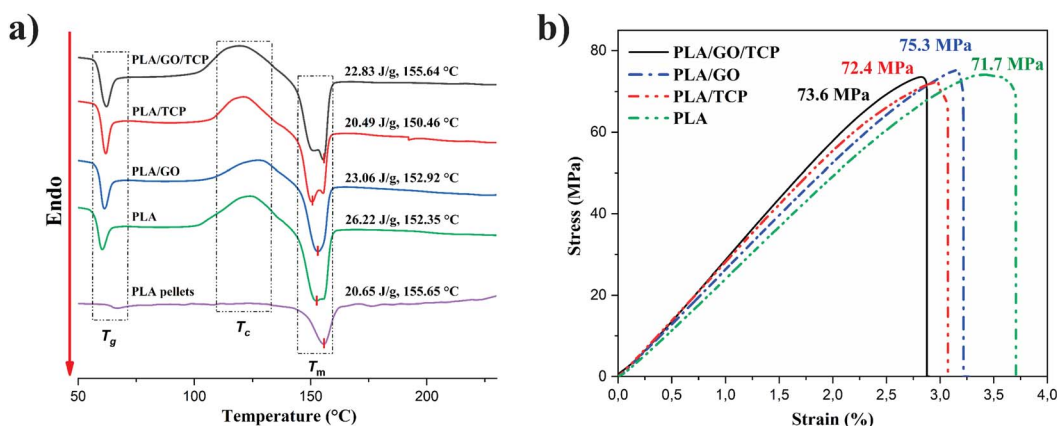 a)
Endo
PLA/GO/TCP
22.83 J/g, 155.64 °C
PLA/TCP
20.49 J/g, 150.46 °C
PLA/GO
23.06 J/g, 152.92 °C
PLA
26.22 J/g, 152.35 °C
PLA pellets
20.65 J/g, 155.65 °C
Tg
Tc
Tm
50 100 150 200
Temperature (°C)
b)
Stress (MPa)
80
60
40
20
0
PLA/GO/TCP
PLA/GO
PLA/TCP
PLA
75.3 MPa
72.4 MPa
71.7 MPa
73.6 MPa
0,0 0,5 1,0 1,5 2,0 2,5 3,0 3,5 4,0
Strain (%)